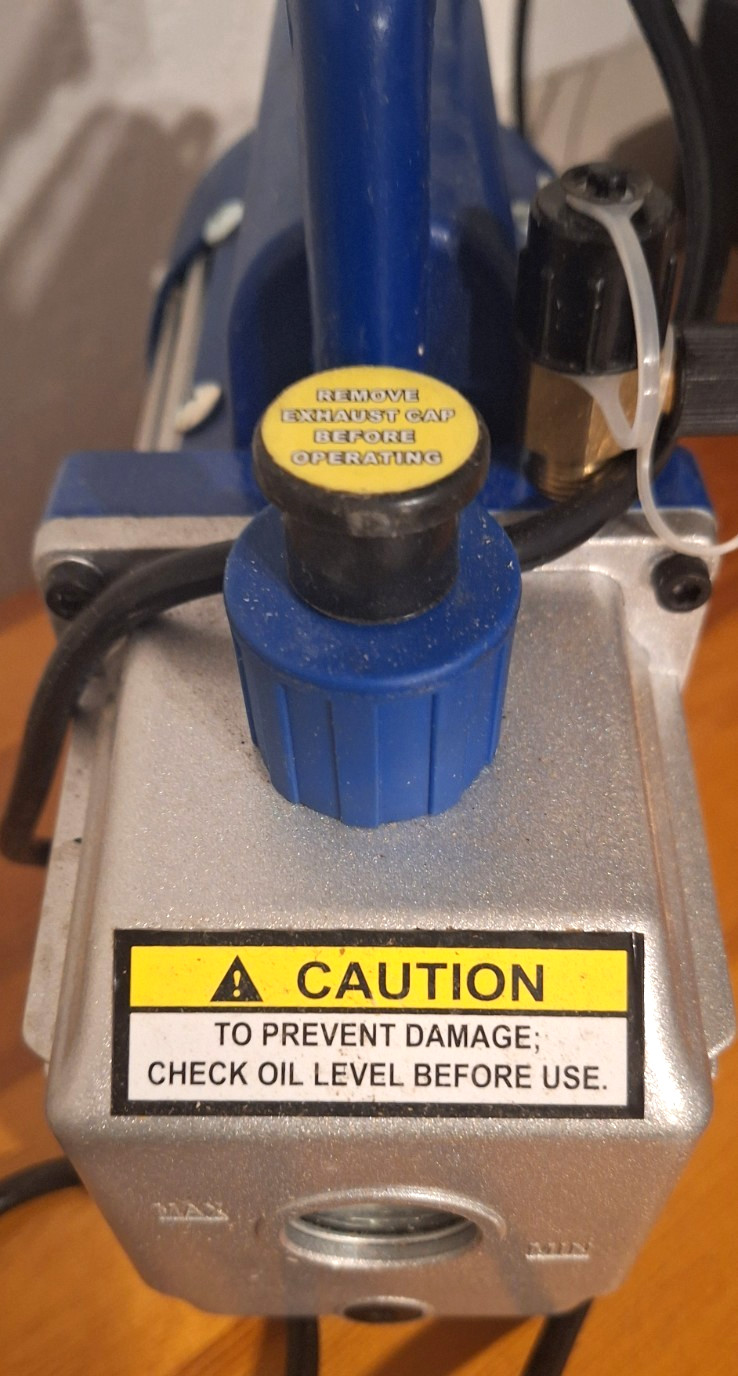 REMOVE
EXHAUST CAP
BEFORE
OPERATING
CAUTION
TO PREVENT DAMAGE;
CHECK OIL LEVEL BEFORE USE.
MAX
MIN